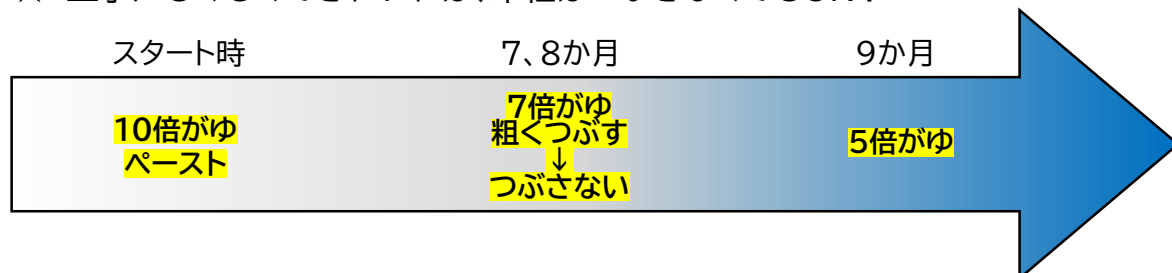 スタート時
7、8か月
9か月
10倍がゆ
ペースト
7倍がゆ
粗くつぶす
↓
つぶさない
5倍がゆ